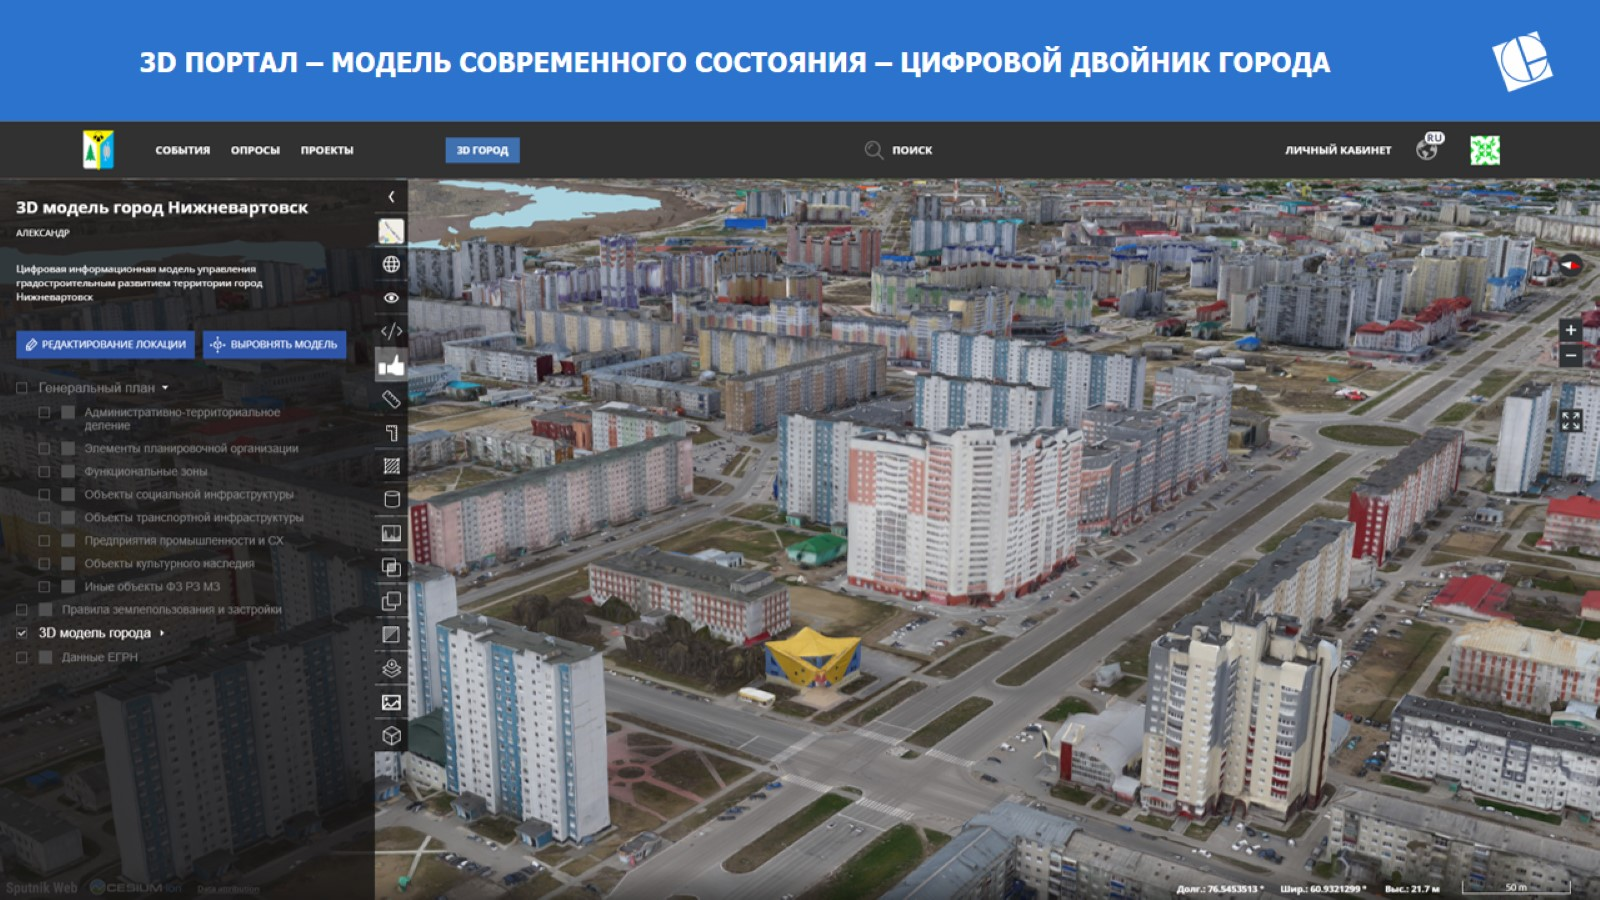 3D ПОРТАЛ – МОДЕЛЬ СОВРЕМЕННОГО СОСТОЯНИЯ – ЦИФРОВОЙ ДВОЙНИК ГОРОДА
СОБЫТИЯ ОПРОСЫ ПРОЕКТЫ 3D ГОРОД ПОИСК ЛИЧНЫЙ КАБИНЕТ RU
3D модель город Нижневартовск
АЛЕКСАНДР
Цифровая информационная модель управления
градостроительным развитием территории город
Нижневартовск
РЕДАКТИРОВАНИЕ ЛОКАЦИИ ВЫРОВНЯТЬ МОДЕЛЬ
Генеральный план
Административно-территориальное
деление
Элементы планировочной организации
Функциональные зоны
Объекты социальной инфраструктуры
Объекты транспортной инфраструктуры
Предприятия промышленности и СХ
Объекты культурного наследия
Иные объекты ФЗ РЗ МЗ
Правила землепользования и застройки
3D модель города
Данные ЕГРН
Sputnik Web CESIUM ion Data attribution
Долг.: 76.5453513 ° Шир.: 60.9321299 ° Выс.: 21.7 м 50 m